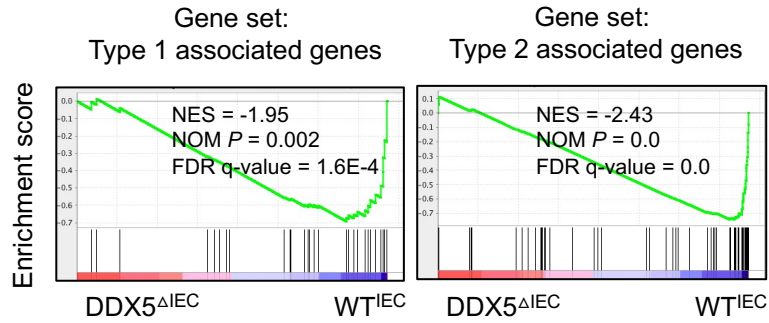 Gene set:
Type 1 associated genes
Gene set:
Type 2 associated genes
Enrichment score
0.0
-0.1
-0.2
-0.3
-0.4
-0.5
-0.6
-0.7
NES = -1.95
NOM P = 0.002
FDR q-value = 1.6E-4
DDX5ΔIEC
WTIEC
0.1
0.0
-0.1
-0.2
-0.3
-0.4
-0.5
-0.6
-0.7
NES = -2.43
NOM P = 0.0
FDR q-value = 0.0
DDX5ΔIEC
WTIEC